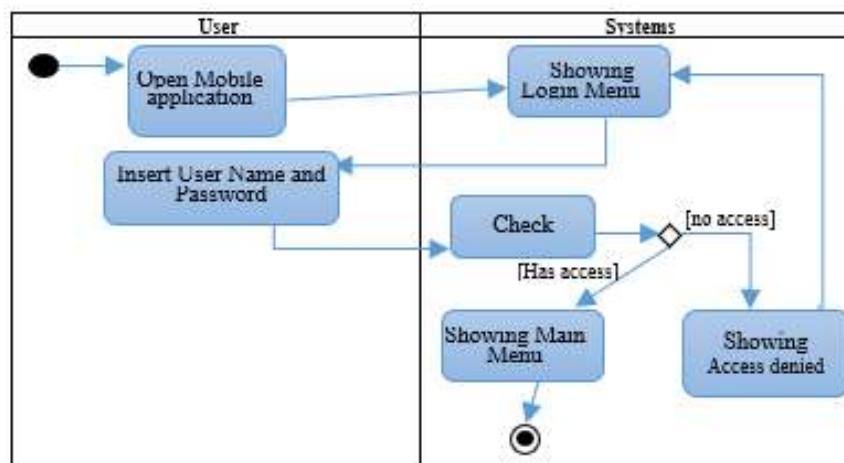 User
Systems
Open Mobile
application
Showing
Login Menu
Insert User Name and
Password
Check
[no access]
[Has access]
Showing Main
Menu
Showing
Access denied